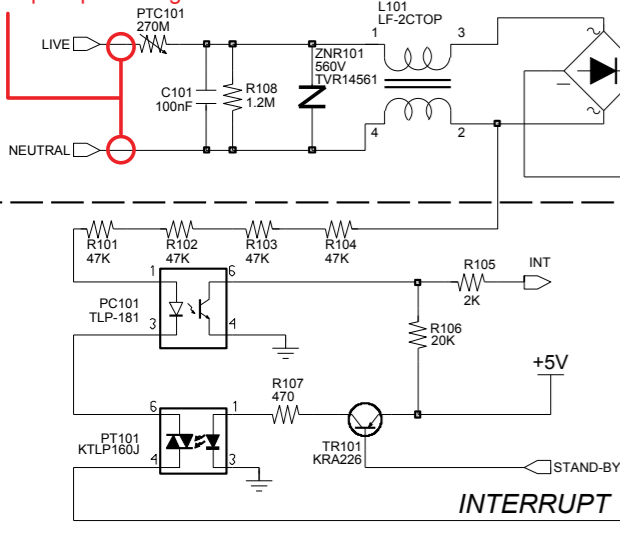 PTC101
270M
LIVE
L101
LF-2CTOP
1
3
ZNR101
560V
TVR14561
C101
100nF
R108
1.2M
4
2
NEUTRAL
R101
47K
R102
47K
R103
47K
R104
47K
1
6
PC101
TLP-181
3
4
R105
2K
INT
R106
20K
+5V
R107
470
6
1
PT101
KTLP160J
4
3
TR101
KRA226
STAND-BY
INTERRUPT